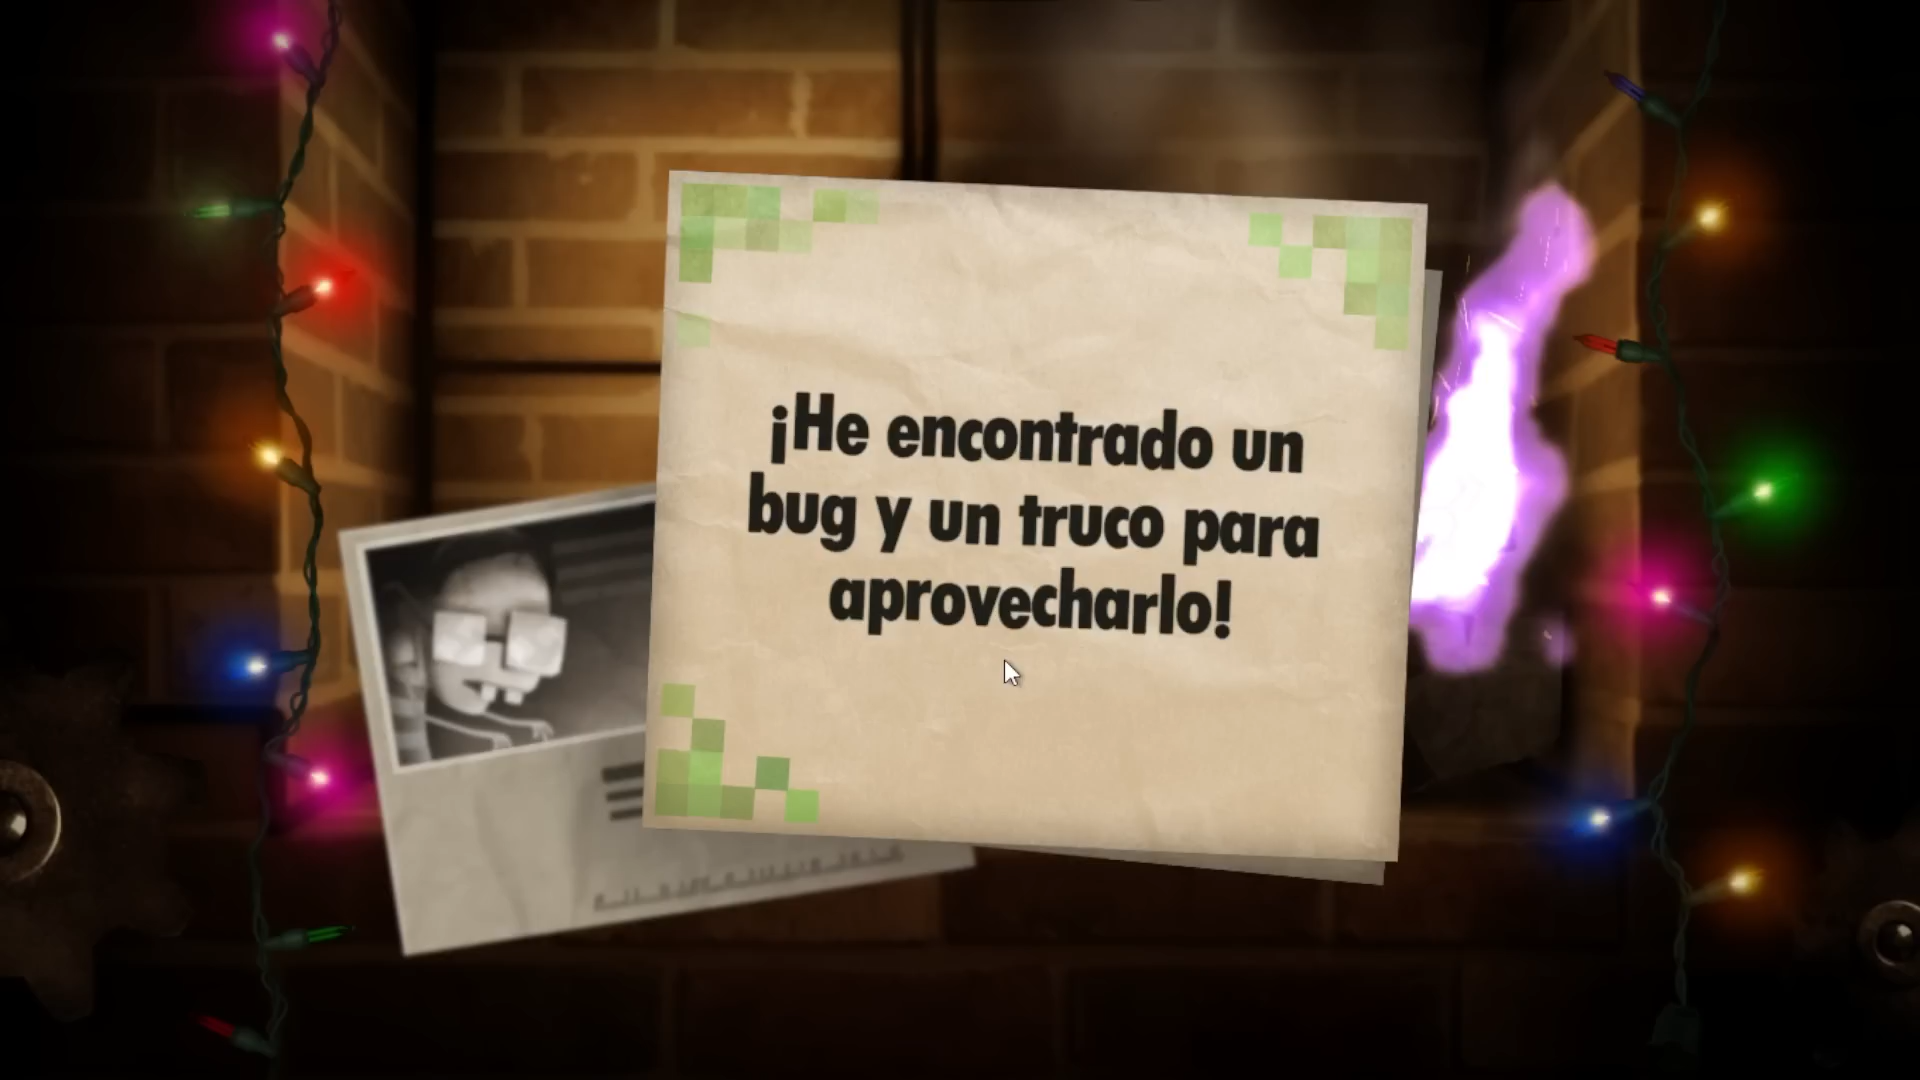 ¡He encontrado un
bug y un truco para
aprovecharlo!